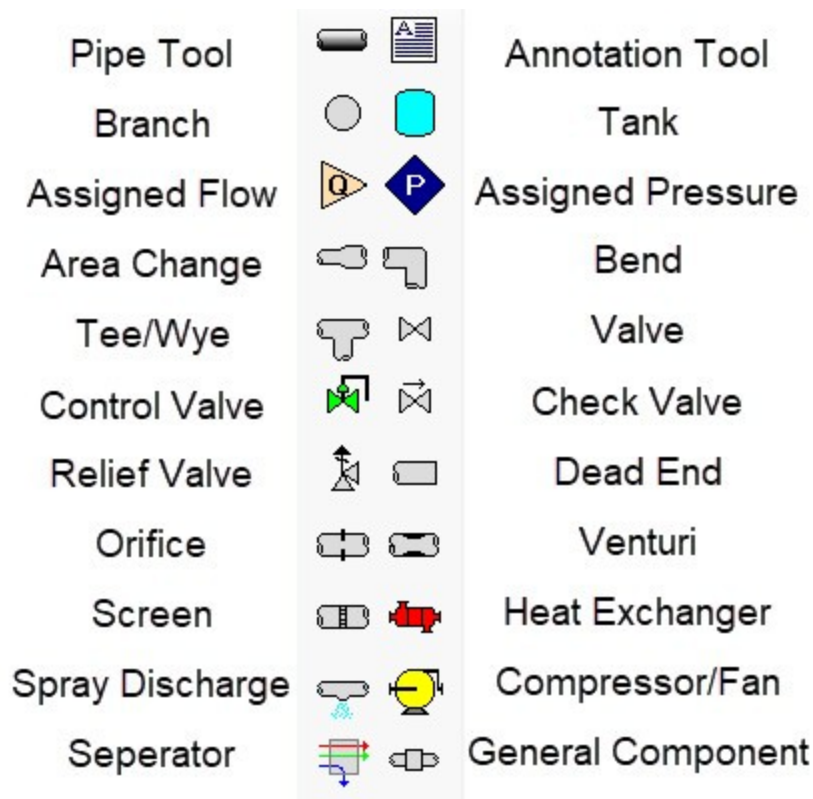 Pipe Tool A Annotation Tool
Branch Tank
Assigned Flow Q P Assigned Pressure
Area Change Bend
Tee/Wye Valve
Control Valve Check Valve
Relief Valve Dead End
Orifice Venturi
Screen Heat Exchanger
Spray Discharge Compressor/Fan
Seperator General Component